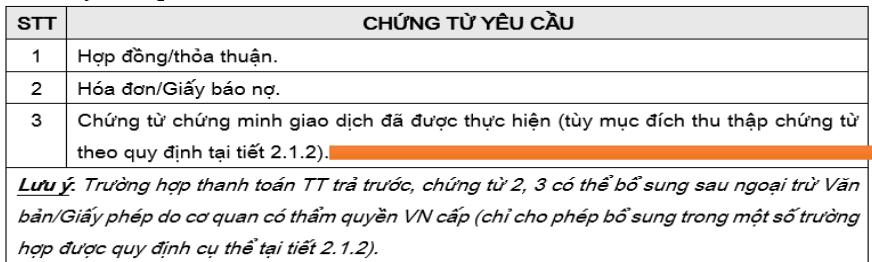 STT CHỨNG TỪ YÊU CẦU
1 Hợp đồng/thỏa thuận.
2 Hóa đơn/Giấy báo nợ.
3 Chứng từ chứng minh giao dịch đã được thực hiện (tùy mục đích thu thập chứng từ
theo quy định tại tiết 2.1.2).
Lưu ý: Trường hợp thanh toán TT trả trước, chứng từ 2, 3 có thể bổ sung sau ngoại trừ Văn
bản/Giấy phép do cơ quan có thẩm quyền VN cấp (chỉ cho phép bổ sung trong một số trường
hợp được quy định cụ thể tại tiết 2.1.2).